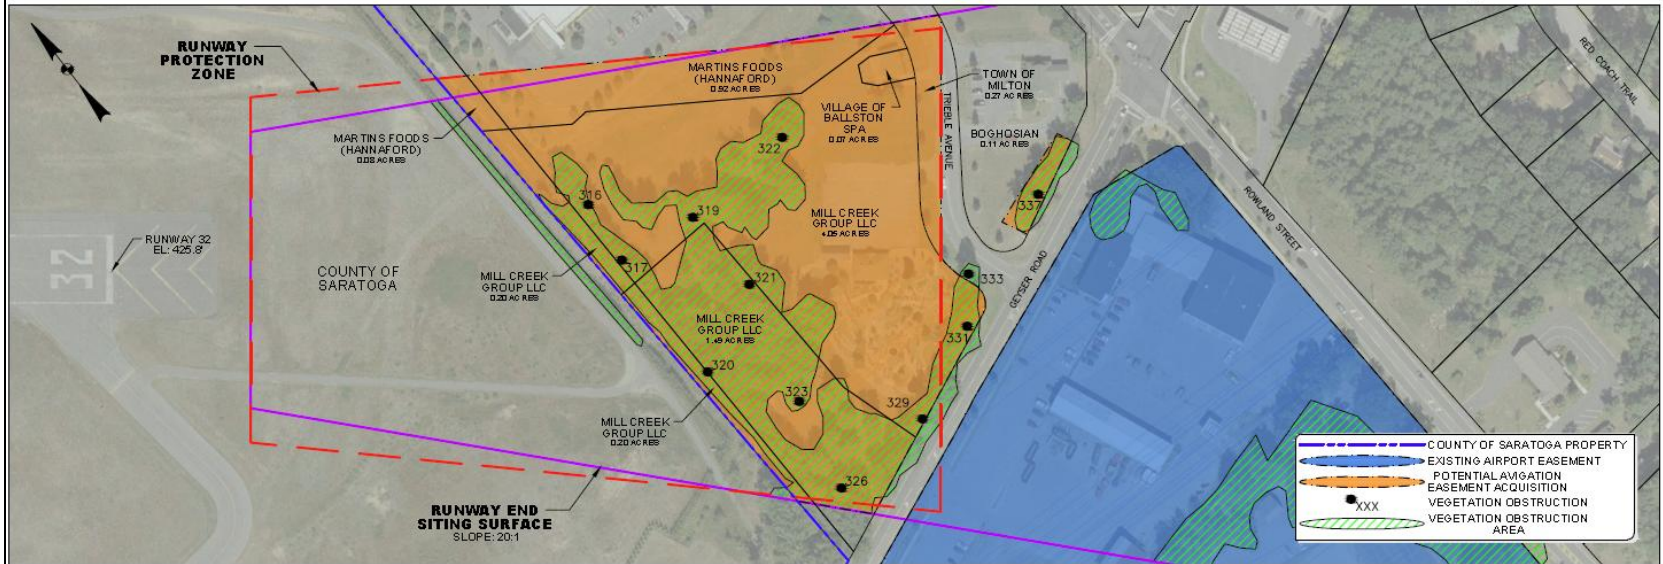 RUNWAY
PROTECTION
ZONE
MARTINS FOODS
(HANNAFORD)
0.92 ACRES
TOWN OF
MILTON
0.27 ACRES
RED COACH TRAIL
VILLAGE OF
BALLSTON
SPA
0.07 ACRES
TRIEBLE AVENUE
MARTINS FOODS
(HANNAFORD)
0.08 ACRES
BOGHOSIAN
0.11 ACRES
322
316
319
337
ROWLAND STREET
MILL CREEK
GROUP LLC
4.05 ACRES
RUNWAY 32
EL: 425.8'
32
COUNTY OF
SARATOGA
317
MILL CREEK
GROUP LLC
0.20 ACRES
321
333
GEYSER ROAD
MILL CREEK
GROUP LLC
1.49 ACRES
331
320
323
329
MILL CREEK
GROUP LLC
0.20 ACRES
326
RUNWAY END
SITING SURFACE
SLOPE: 20:1
COUNTY OF SARATOGA PROPERTY
EXISTING AIRPORT EASEMENT
POTENTIAL AVIGATION
EASEMENT ACQUISITION
XXX
VEGETATION OBSTRUCTION
VEGETATION OBSTRUCTION
AREA